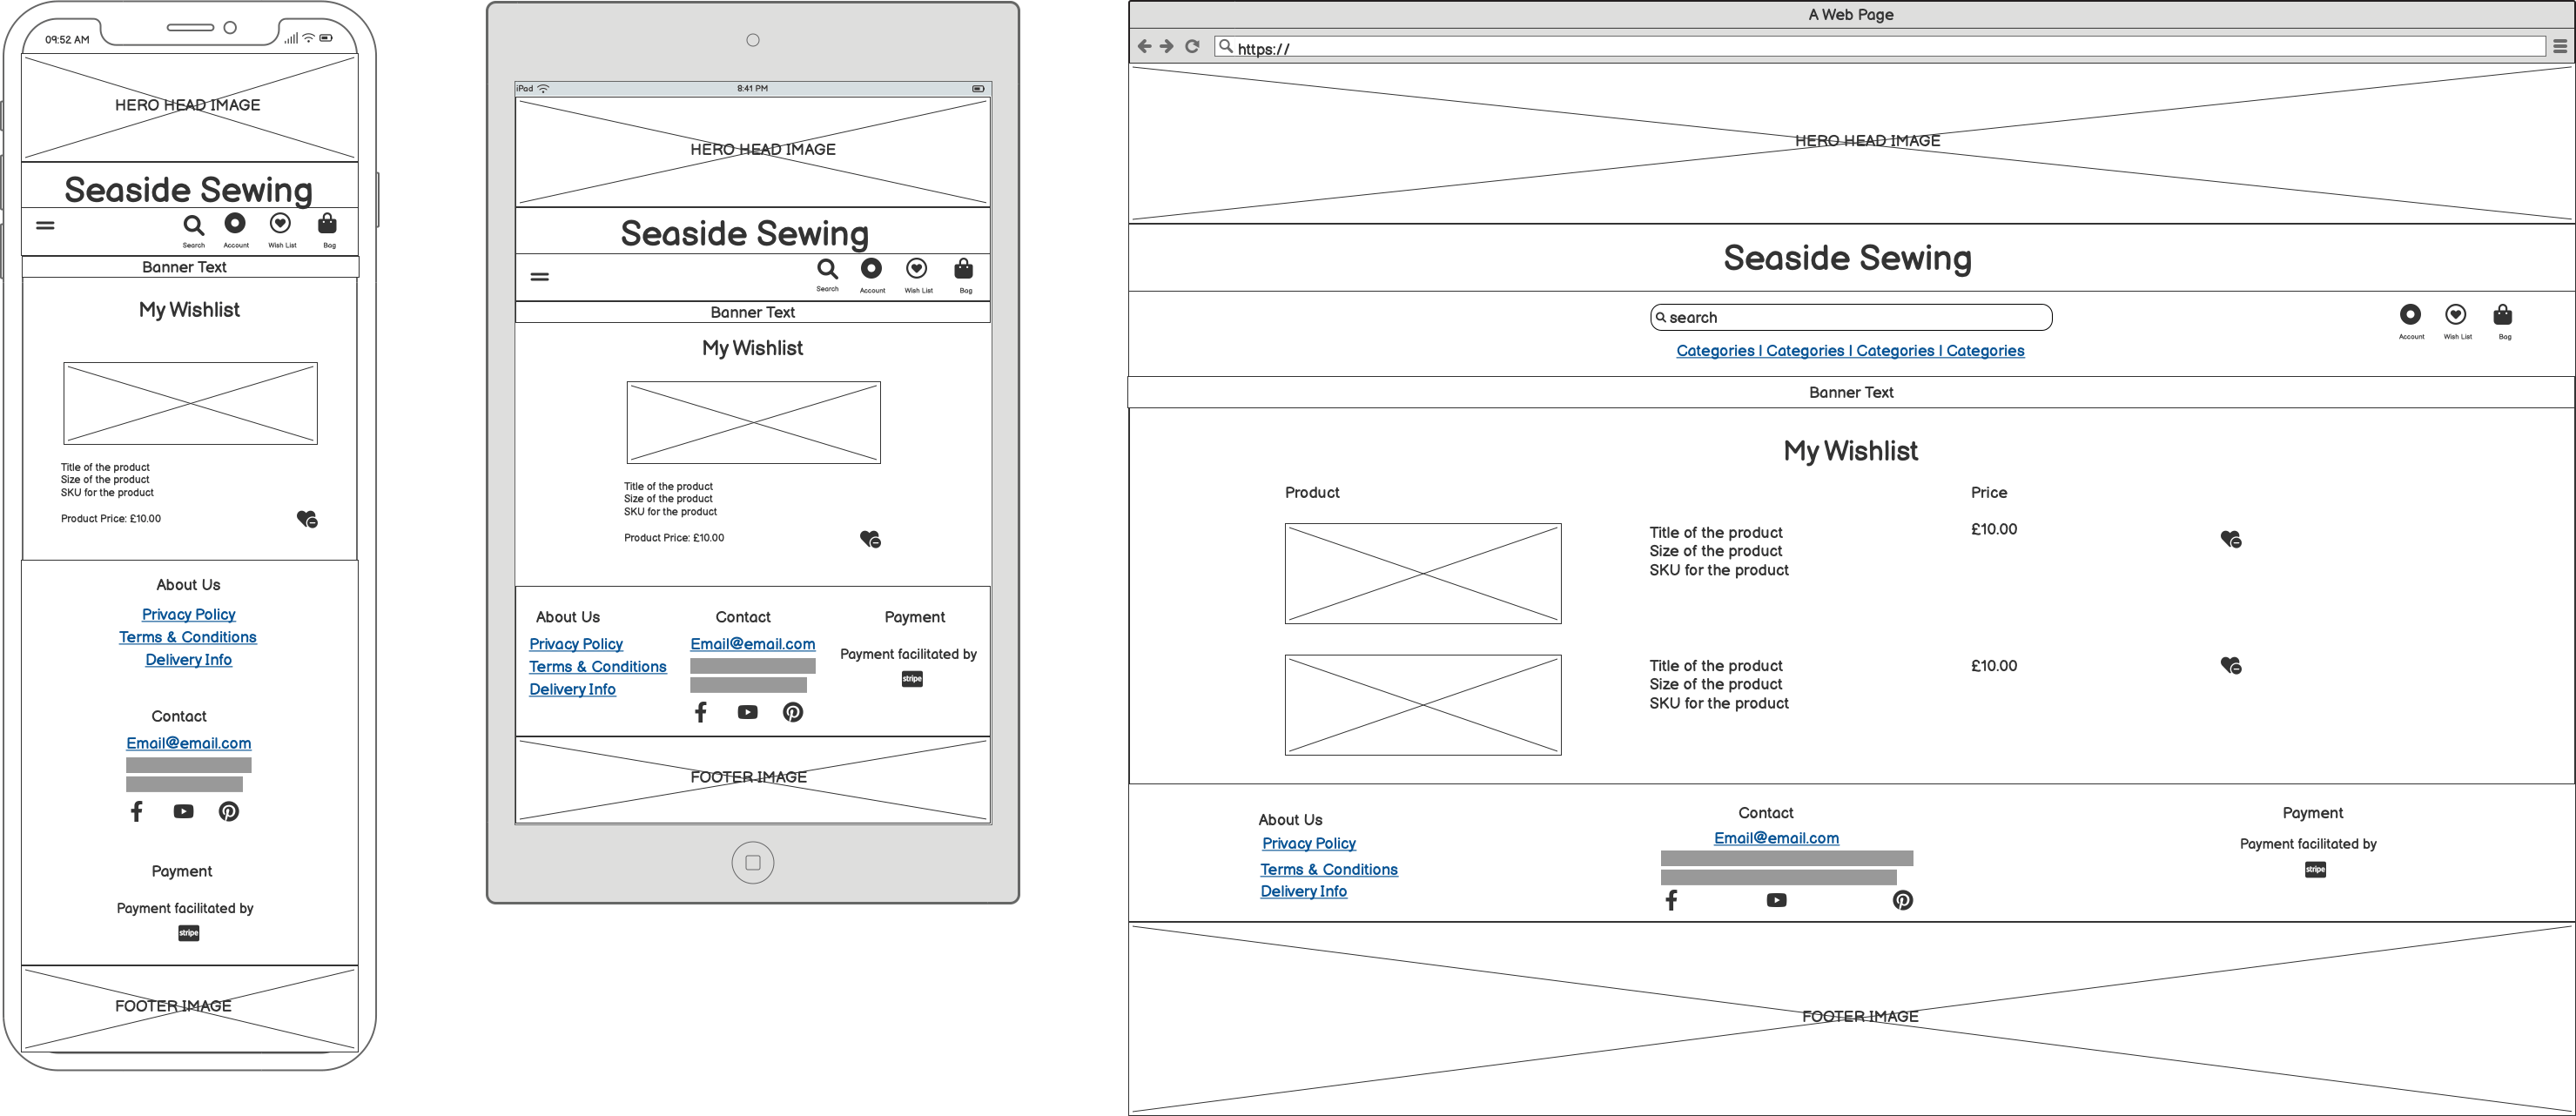 09:52 AM
HERO HEAD IMAGE
Seaside Sewing
Search Account Wish List Bag
Banner Text
My Wishlist
Title of the product
Size of the product
SKU for the product
Product Price: £10.00
About Us
Privacy Policy
Terms & Conditions
Delivery Info
Contact
Email@email.com
Payment
Payment facilitated by
stripe
FOOTER IMAGE
iPad 8:41 PM
HERO HEAD IMAGE
Seaside Sewing
Search Account Wish List Bag
Banner Text
My Wishlist
Title of the product
Size of the product
SKU for the product
Product Price: £10.00
About Us Contact Payment
Privacy Policy Email@email.com
Payment facilitated by
Terms & Conditions
stripe
Delivery Info
FOOTER IMAGE
A Web Page
https://
HERO HEAD IMAGE
Seaside Sewing
search
Account Wish List Bag
Categories | Categories | Categories | Categories
Banner Text
My Wishlist
Product Price
Title of the product £10.00
Size of the product
SKU for the product
Title of the product £10.00
Size of the product
SKU for the product
About Us Contact Payment
Privacy Policy Email@email.com Payment facilitated by
Terms & Conditions stripe
Delivery Info
FOOTER IMAGE